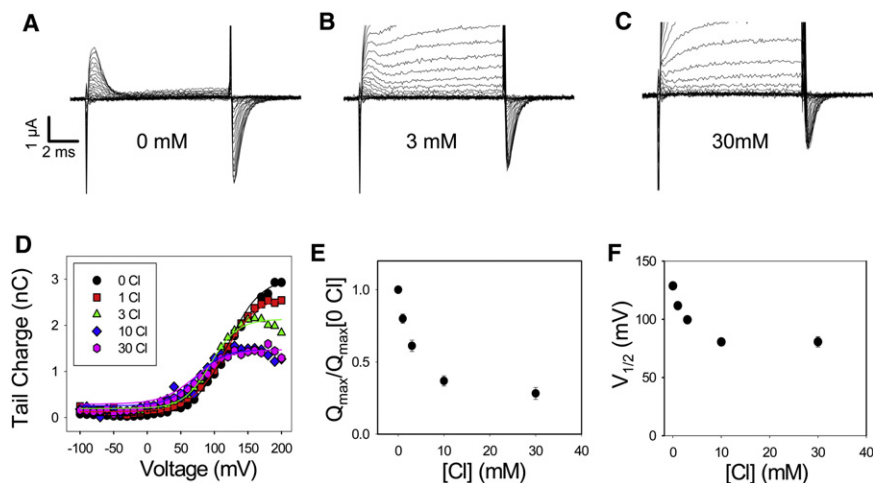 A
B
C
1 μA
2 ms
0 mM
3 mM
30mM
D
E
F
Tail Charge (nC)
3
2
1
0
0 Cl
1 Cl
3 Cl
10 Cl
30 Cl
-100 -50 0 50 100 150 200
Voltage (mV)
Qmax/Qmax[0 Cl]
1.0
0.5
0.0
0 10 20 30 40
[Cl] (mM)
V1/2 (mV)
150
100
50
0
0 10 20 30 40
[Cl] (mM)